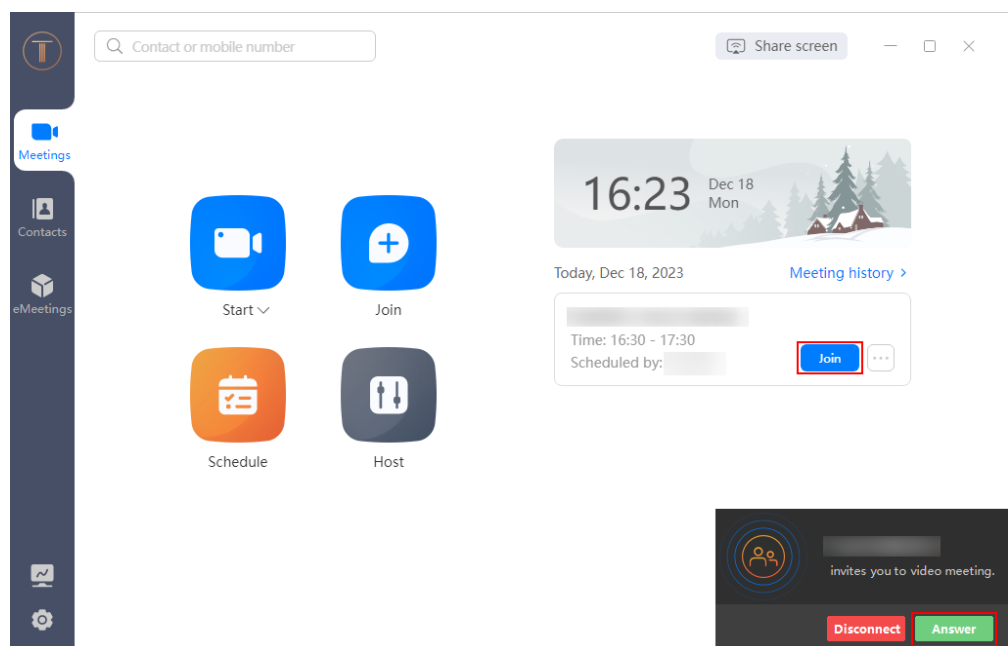 Contact or mobile number
Share screen
Meetings
Contacts
eMeetings
Start
Join
Schedule
Host
16:23
Dec 18
Mon
Today, Dec 18, 2023
Meeting history
Time: 16:30 - 17:30
Scheduled by:
Join
invites you to video meeting.
Disconnect
Answer